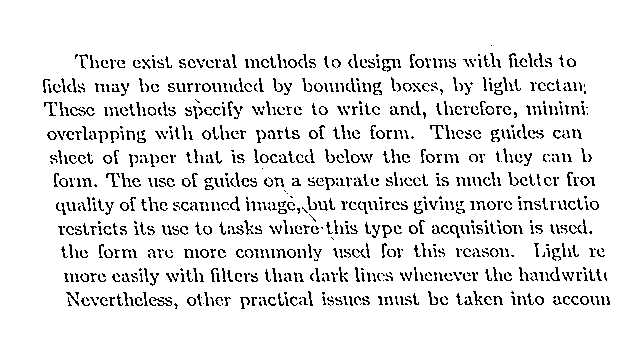 There exist several methods to design forms with fields to
fields may be surrounded by bounding boxes, by light rectan
These methods specify where to write and, therefore, minimi
overlapping with other parts of the form. These guides can
sheet of paper that is located below the form or they can b
form. The use of guides on a separate sheet is much better fro
quality of the scanned image, but requires giving more instructio
restricts its use to tasks where this type of acquisition is used.
the form are more commonly used for this reason. Light re
more easily with filters than dark lines whenever the handwritt
Nevertheless, other practical issues must be taken into accoun